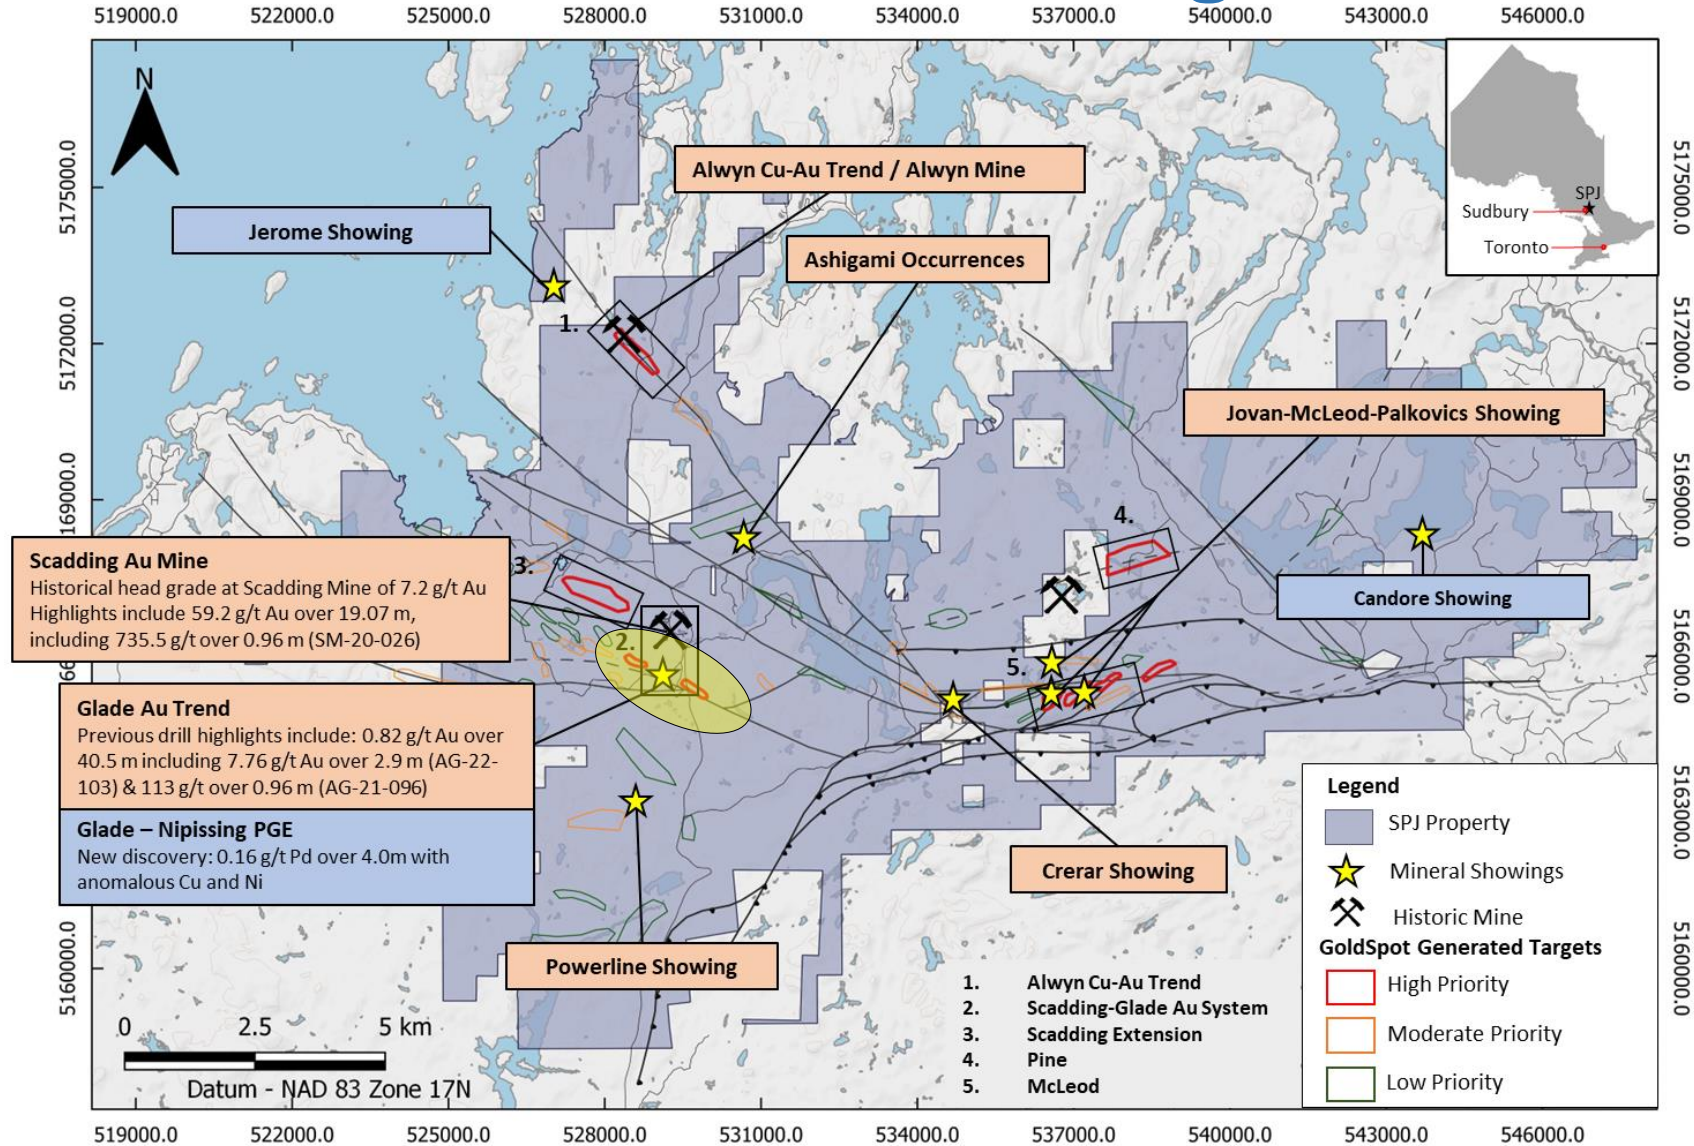 519000.0 522000.0 525000.0 528000.0 531000.0 534000.0 537000.0 540000.0 543000.0 546000.0
N
SPJ
Sudbury
Toronto
Alwyn Cu-Au Trend / Alwyn Mine
Jerome Showing
Ashigami Occurrences
1.
Jovan-McLeod-Palkovics Showing
4.
Scadding Au Mine
Historical head grade at Scadding Mine of 7.2 g/t Au
Highlights include 59.2 g/t Au over 19.07 m,
including 735.5 g/t over 0.96 m (SM-20-026)
3.
2.
5.
Candore Showing
Glade Au Trend
Previous drill highlights include: 0.82 g/t Au over
40.5 m including 7.76 g/t Au over 2.9 m (AG-22-
103) & 113 g/t over 0.96 m (AG-21-096)
Glade – Nipissing PGE
New discovery: 0.16 g/t Pd over 4.0m with
anomalous Cu and Ni
Crerar Showing
Powerline Showing
Legend
SPJ Property
Mineral Showings
Historic Mine
GoldSpot Generated Targets
High Priority
Moderate Priority
Low Priority
1. Alwyn Cu-Au Trend
2. Scadding-Glade Au System
3. Scadding Extension
4. Pine
5. McLeod
0 2.5 5 km
Datum - NAD 83 Zone 17N
5175000.0
5172000.0
5160000.0
5175000.0
5172000.0
5169000.0
5166000.0
5163000.0
5160000.0
519000.0 522000.0 525000.0 528000.0 531000.0 534000.0 537000.0 540000.0 543000.0 546000.0